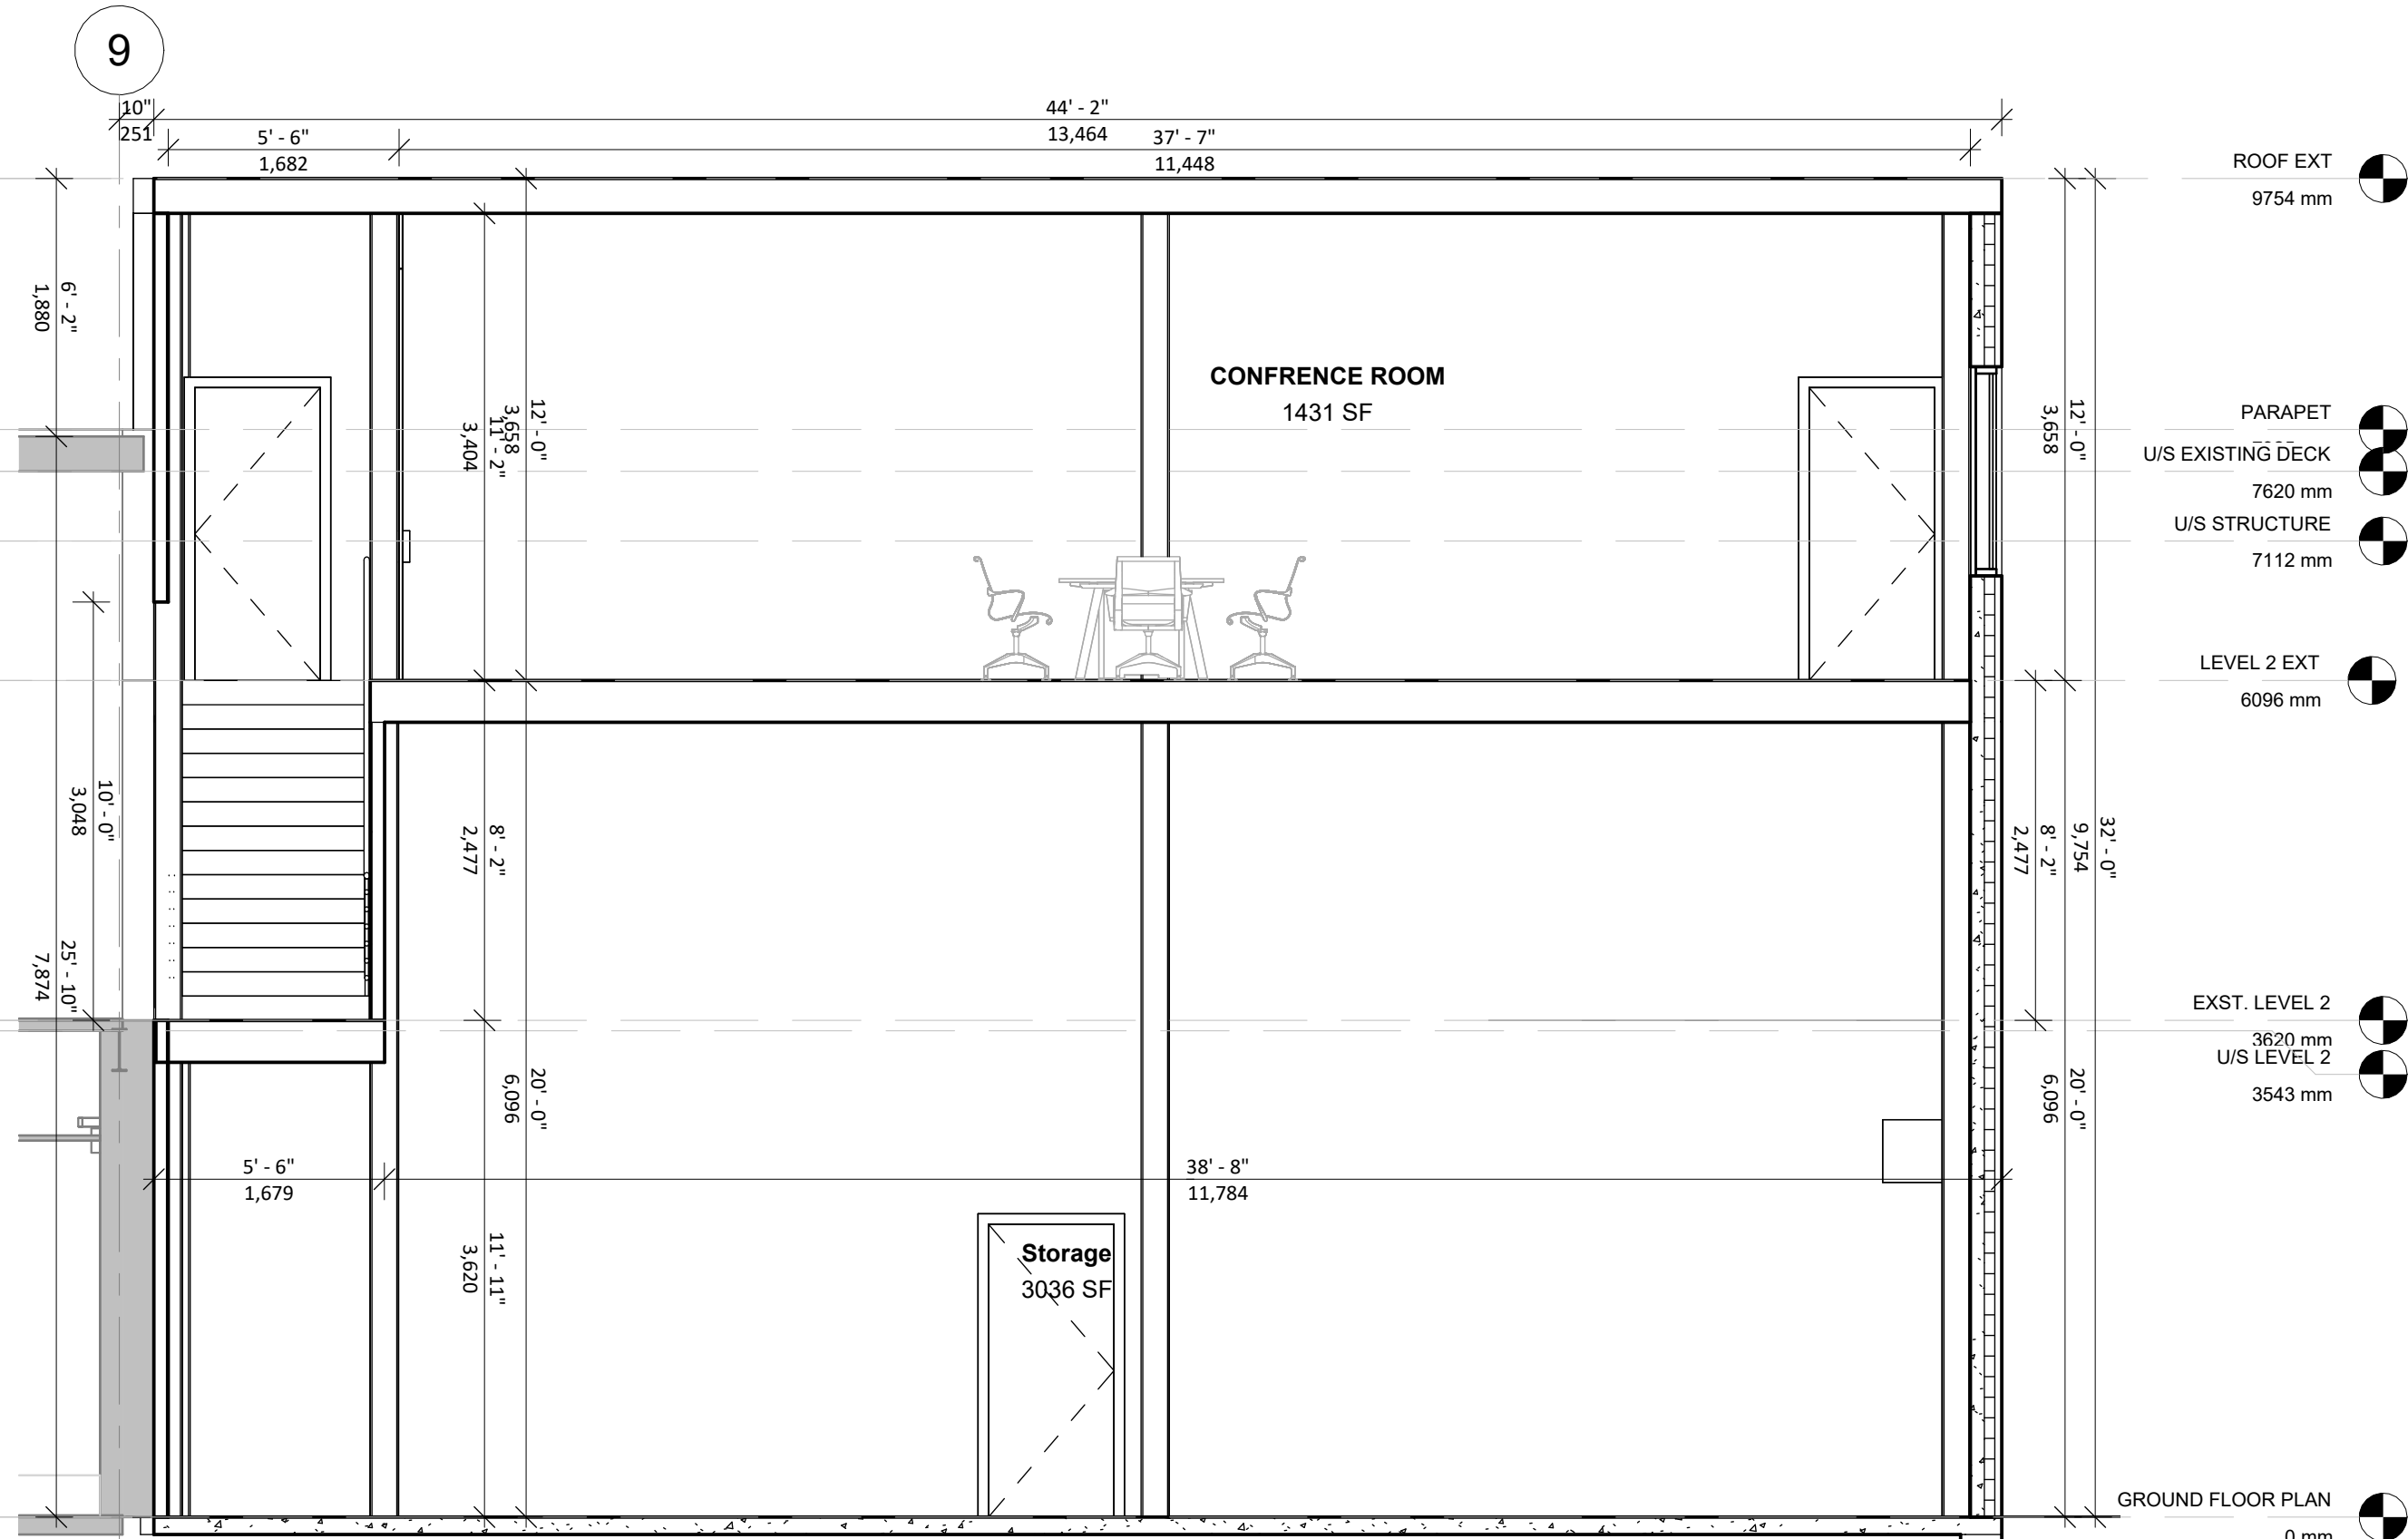 9
10"
251
44' - 2"
13,464
5' - 6"
1,682
37' - 7"
11,448
ROOF EXT
9754 mm
6' - 2"
1,880
CONFRENCE ROOM
1431 SF
12' - 0"
3,658
11' - 2"
3,404
12' - 0"
3,658
PARAPET
U/S EXISTING DECK
7620 mm
U/S STRUCTURE
7112 mm
LEVEL 2 EXT
6096 mm
10' - 0"
3,048
8' - 2"
2,477
8' - 2"
2,477
32' - 0"
9,754
25' - 10"
7,874
EXST. LEVEL 2
3620 mm
U/S LEVEL 2
3543 mm
20' - 0"
6,096
20' - 0"
6,096
5' - 6"
1,679
38' - 8"
11,784
11' - 11"
3,620
Storage
3036 SF
GROUND FLOOR PLAN
0 mm